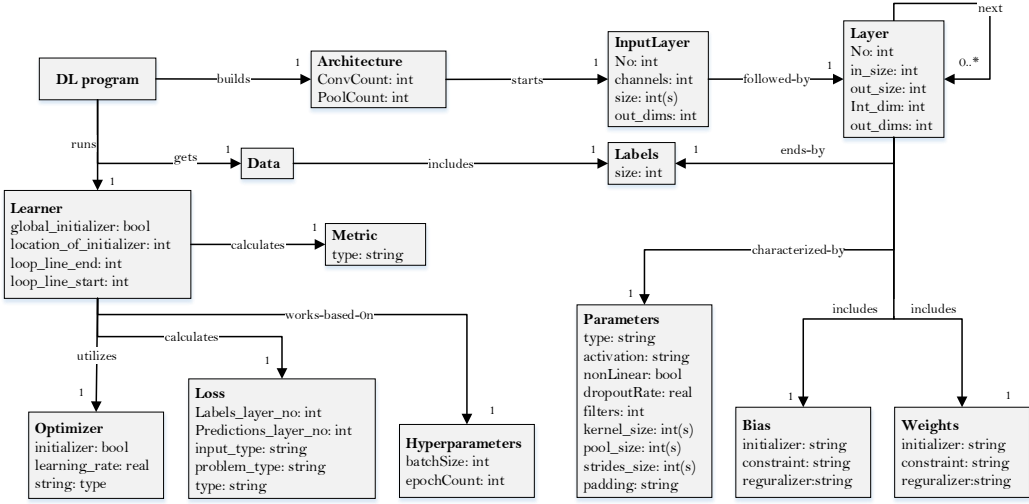 next
DL program
builds
1
Architecture
ConvCount: int
PoolCount: int
starts
1
InputLayer
No: int
channels: int
size: int(s)
out_dims: int
followed-by
1
Layer
No: int
in_size: int
out_size: int
Int_dim: int
out_dims: int
0..*
runs
gets
1
Data
includes
1
Labels
size: int
1
ends-by
1
Learner
global_initializer: bool
location_of_initializer: int
loop_line_end: int
loop_line_start: int
calculates
1
Metric
type: string
characterized-by
1
works-based-0n
1
calculates
1
utilizes
1
includes
1
includes
1
Optimizer
initializer: bool
learning_rate: real
string: type
Loss
Labels_layer_no: int
Predictions_layer_no: int
input_type: string
problem_type: string
type: string
Hyperparameters
batchSize: int
epochCount: int
Parameters
type: string
activation: string
nonLinear: bool
dropoutRate: real
filters: int
kernel_size: int(s)
pool_size: int(s)
strides_size: int(s)
padding: string
Bias
initializer: string
constraint: string
reguralizer:string
Weights
initializer: string
constraint: string
reguralizer:string